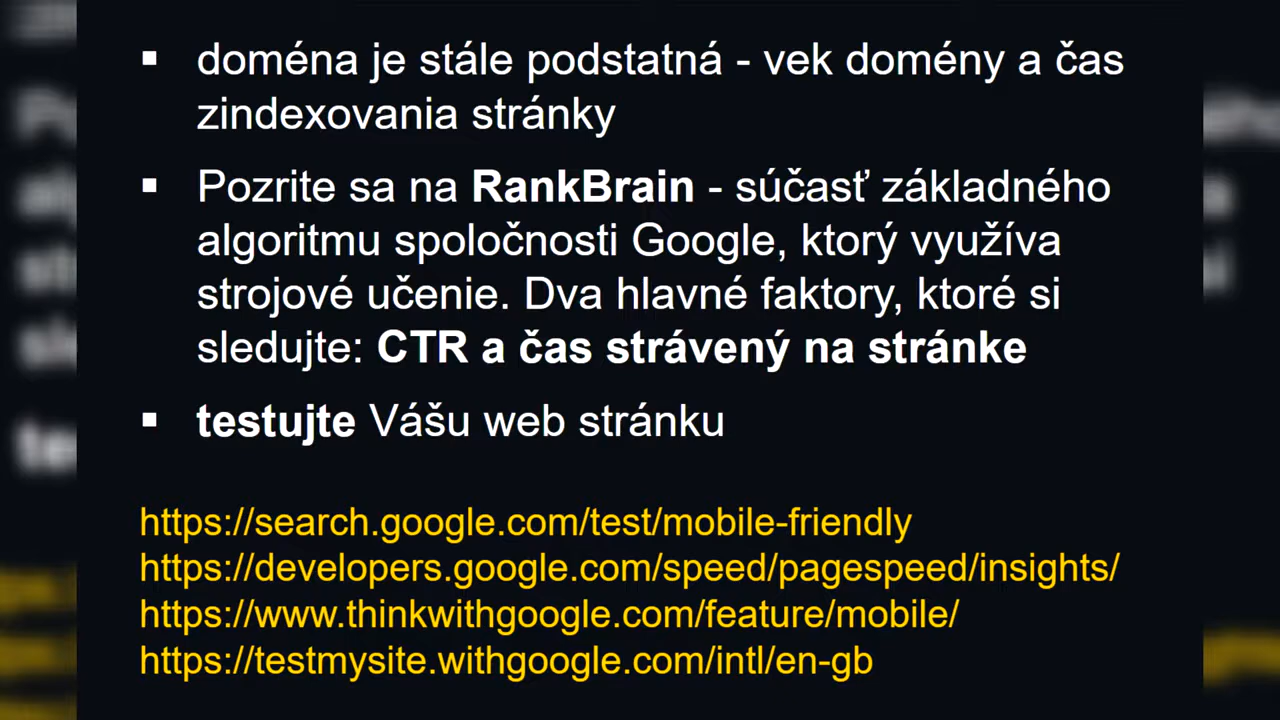 ▪ doména je stále podstatná - vek domény a čas
zindexovania stránky
▪ Pozrite sa na RankBrain - súčasť základného
algoritmu spoločnosti Google, ktorý využíva
strojové učenie. Dva hlavné faktory, ktoré si
sledujte: CTR a čas strávený na stránke
▪ testujte Vášu web stránku
https://search.google.com/test/mobile-friendly
https://developers.google.com/speed/pagespeed/insights/
https://www.thinkwithgoogle.com/feature/mobile/
https://testmysite.withgoogle.com/intl/en-gb